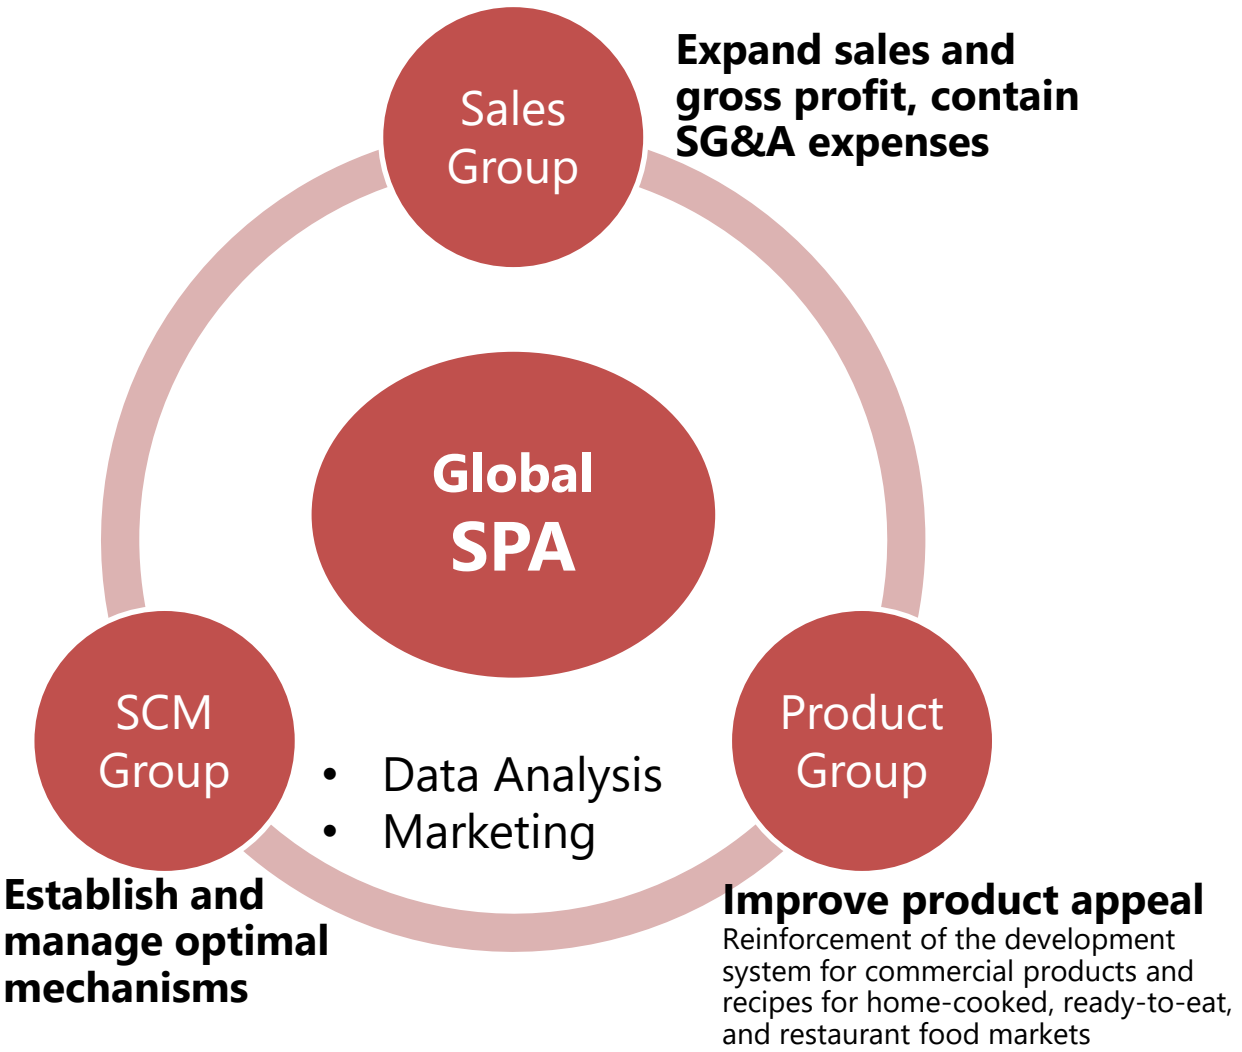 Sales
Group
Expand sales and
gross profit, contain
SG&A expenses
Global
SPA
SCM
Group
Product
Group
• Data Analysis
• Marketing
Establish and
manage optimal
mechanisms
Improve product appeal
Reinforcement of the development
system for commercial products and
recipes for home-cooked, ready-to-eat,
and restaurant food markets